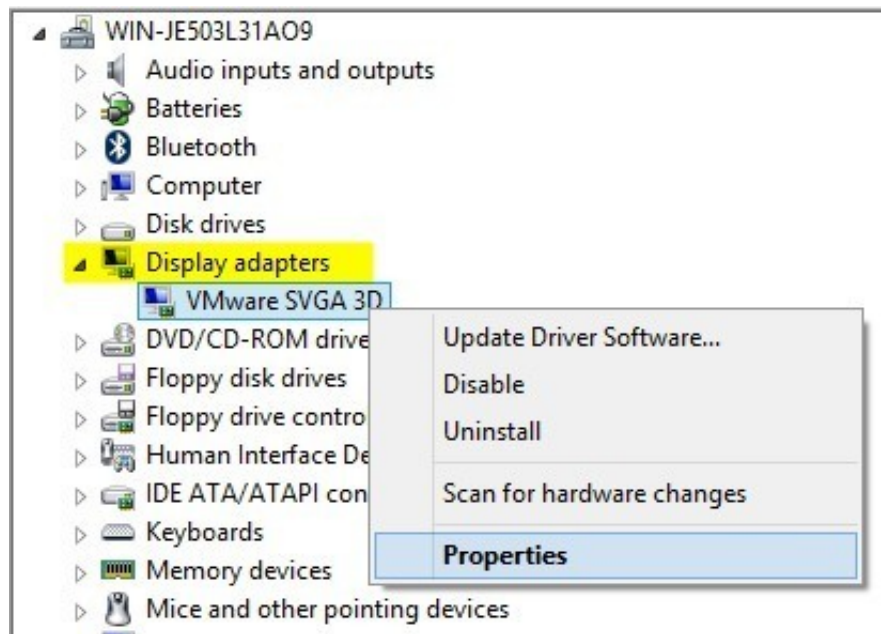 WIN-JE503L31AO9
Audio inputs and outputs
Batteries
Bluetooth
Computer
Disk drives
Display adapters
VMware SVGA 3D
DVD/CD-ROM drive
Floppy disk drives
Floppy drive contro
Human Interface De
IDE ATA/ATAPI con
Keyboards
Memory devices
Mice and other pointing devices
Update Driver Software...
Disable
Uninstall
Scan for hardware changes
Properties